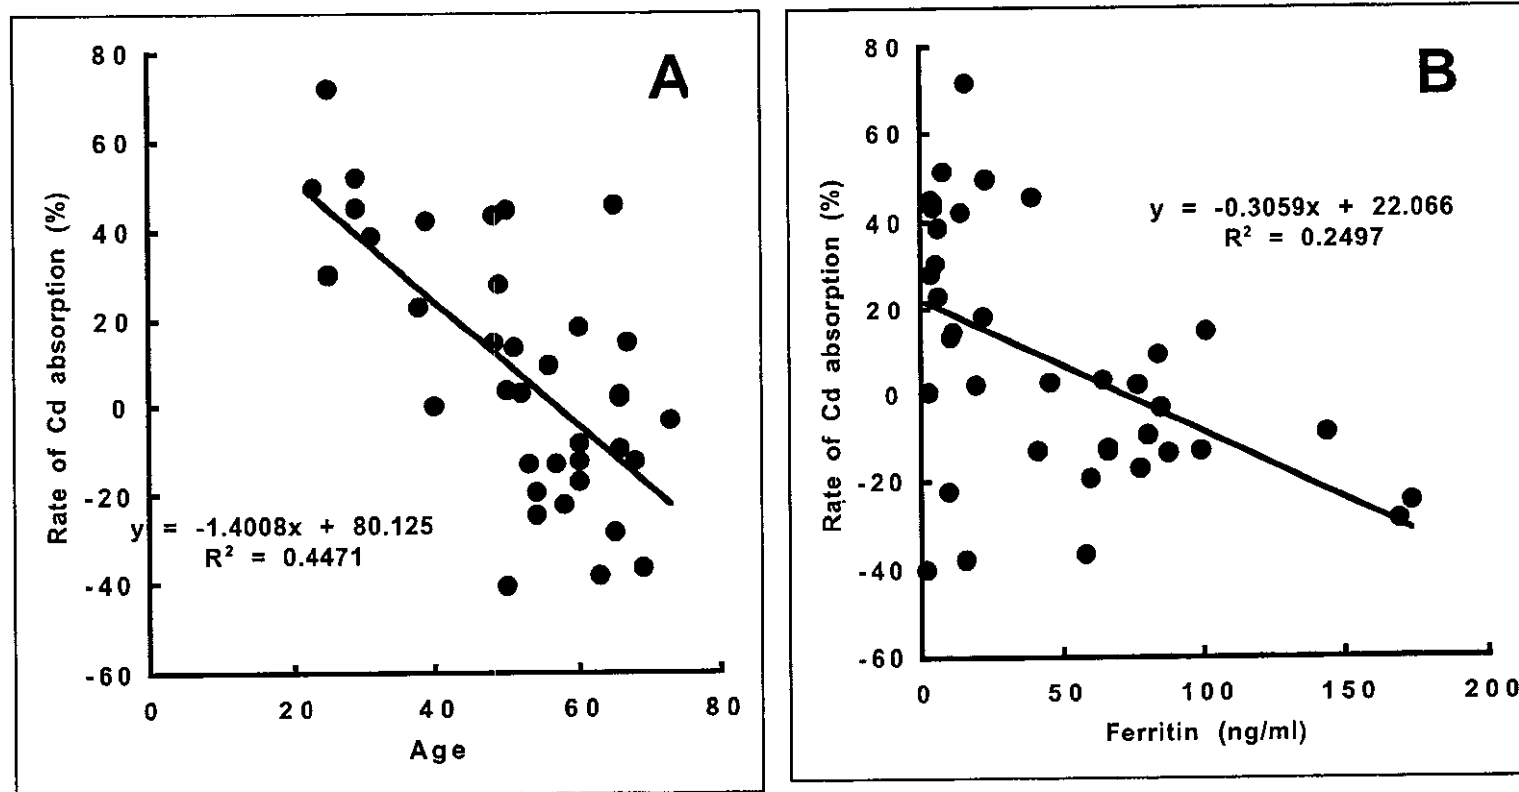 A
80
60
40
20
0
-20
-40
-60
Rate of Cd absorption (%)
y = -1.4008x + 80.125
R² = 0.4471
0 20 40 60 80
Age
B
80
60
40
20
0
-20
-40
-60
Rate of Cd absorption (%)
y = -0.3059x + 22.066
R² = 0.2497
0 50 100 150 200
Ferritin (ng/ml)